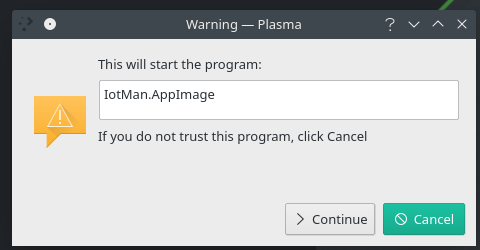 Warning — Plasma
This will start the program:
IotMan.AppImage
If you do not trust this program, click Cancel
Continue
Cancel